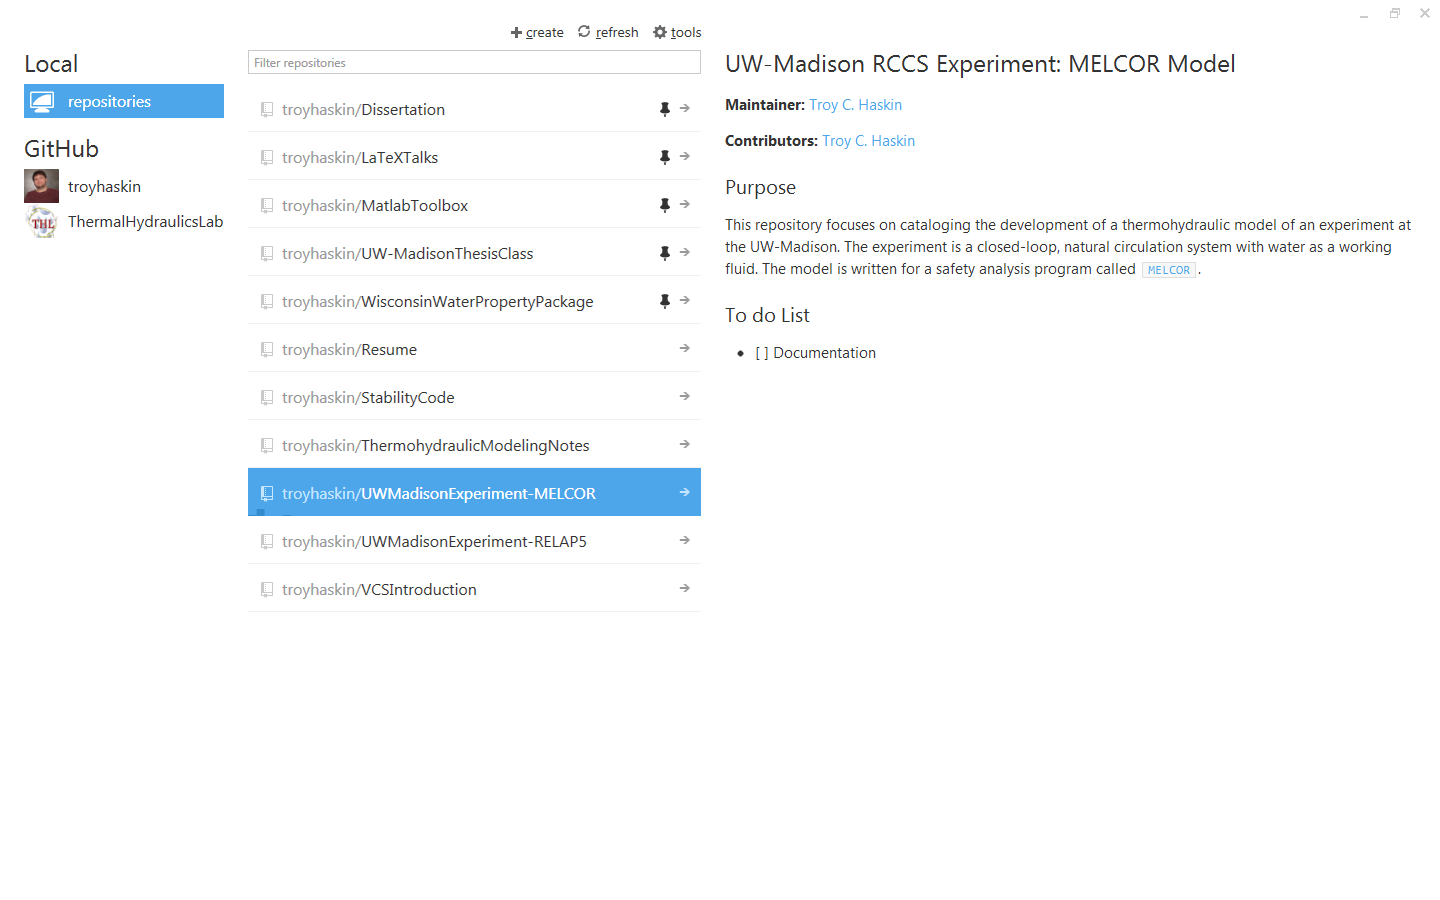 create refresh tools
Local
repositories
GitHub
troyhaskin
THL
ThermalHydraulicsLab
Filter repositories
troyhaskin/Dissertation
troyhaskin/LaTeXTalks
troyhaskin/MatlabToolbox
troyhaskin/UW-MadisonThesisClass
troyhaskin/WisconsinWaterPropertyPackage
troyhaskin/Resume
troyhaskin/StabilityCode
troyhaskin/ThermohydraulicModelingNotes
troyhaskin/UWMadisonExperiment-MELCOR
troyhaskin/UWMadisonExperiment-RELAP5
troyhaskin/VCSIntroduction
UW-Madison RCCS Experiment: MELCOR Model
Maintainer: Troy C. Haskin
Contributors: Troy C. Haskin
Purpose
This repository focuses on cataloging the development of a thermohydraulic model of an experiment at
the UW-Madison. The experiment is a closed-loop, natural circulation system with water as a working
fluid. The model is written for a safety analysis program called MELCOR.
To do List
• [ ] Documentation